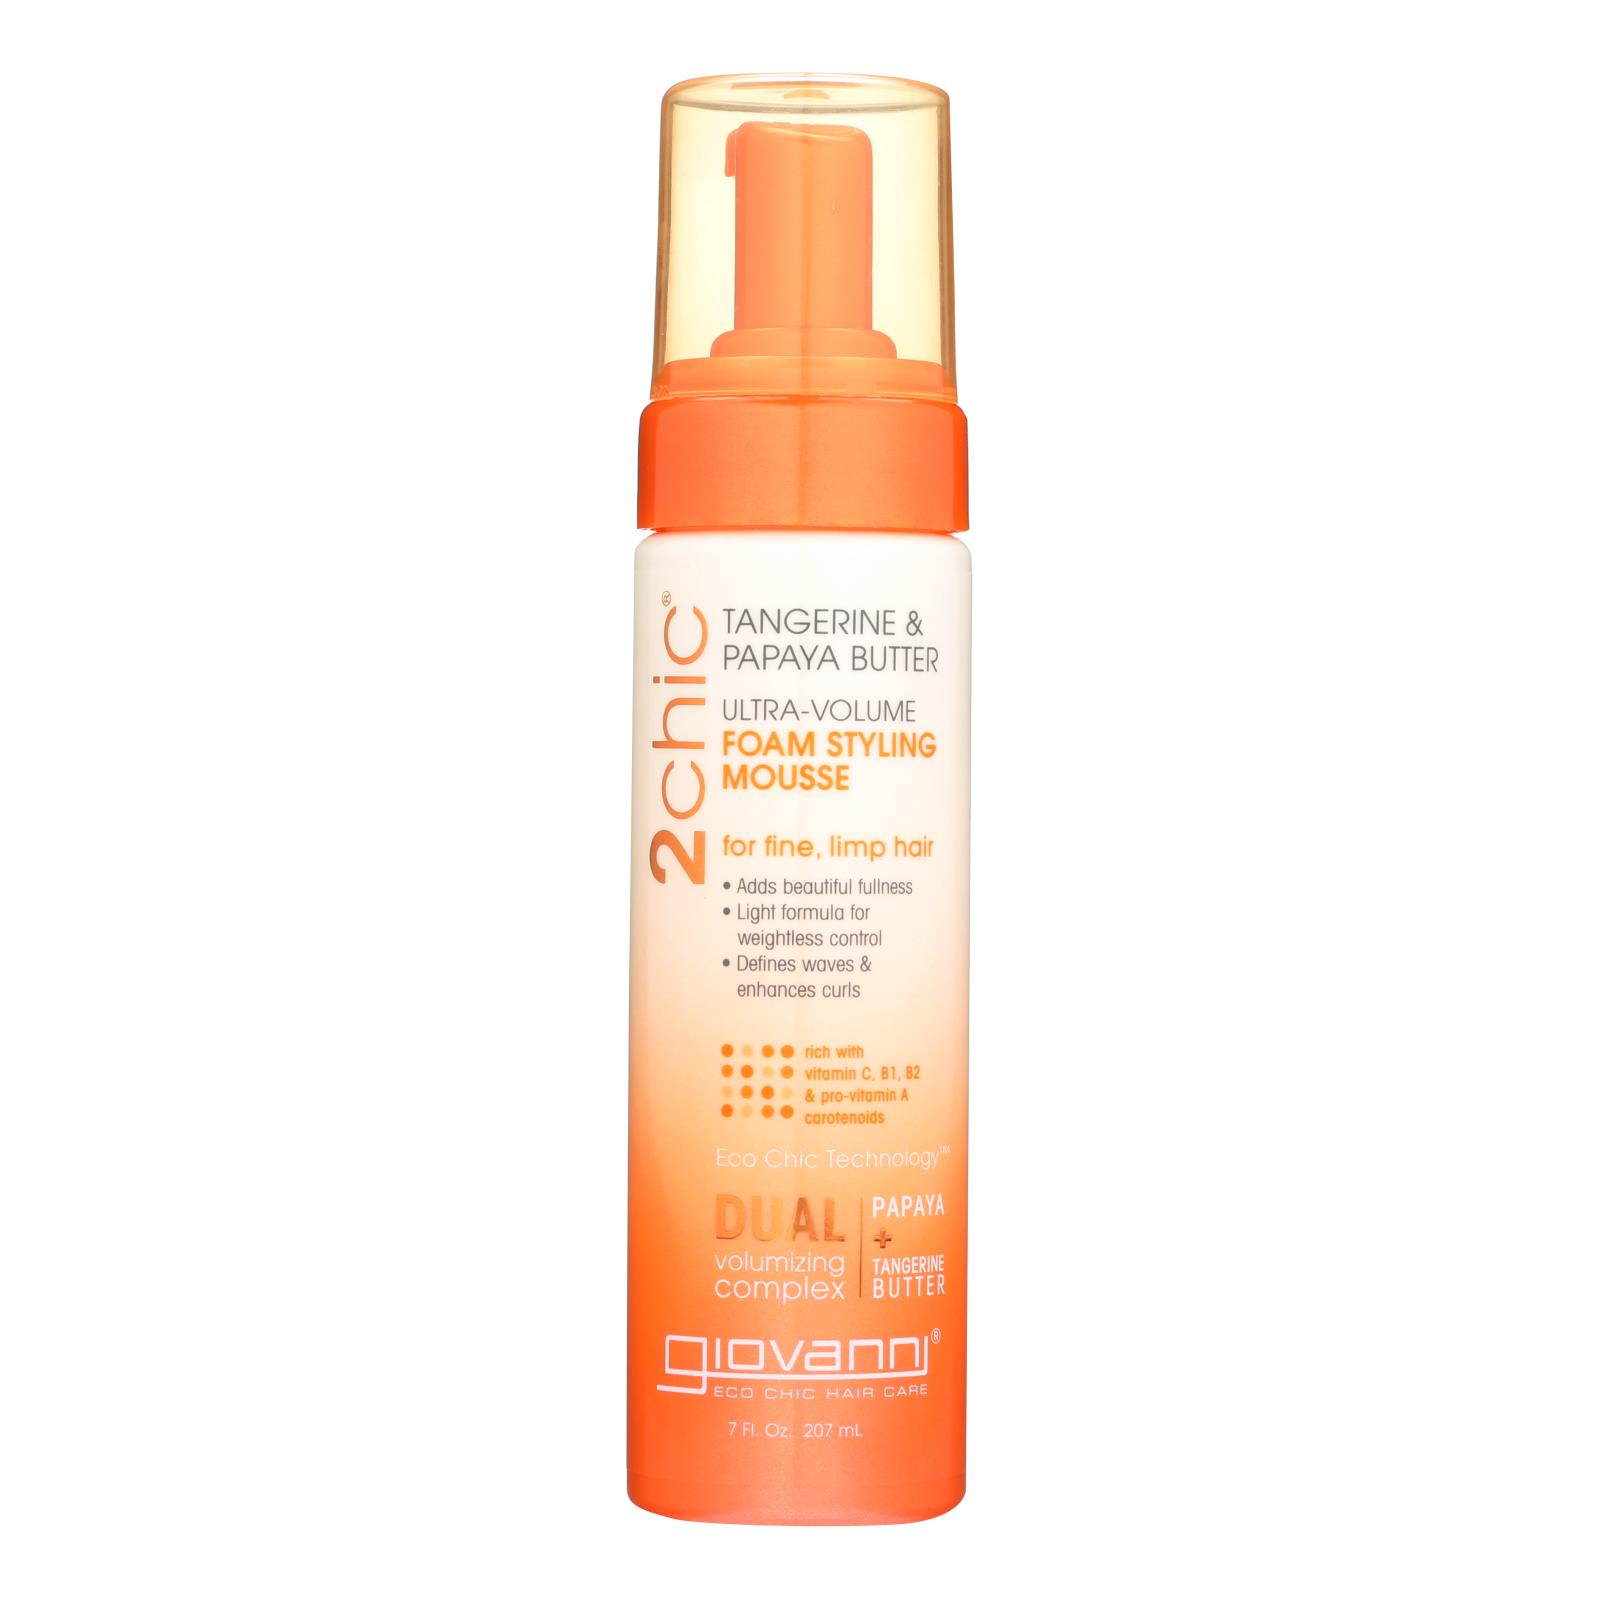 2chic®
TANGERINE &
PAPAYA BUTTER
ULTRA-VOLUME
FOAM STYLING
MOUSSE
for fine, limp hair
• Adds beautiful fullness
• Light formula for
weightless control
• Defines waves &
enhances curls
rich with
vitamin C, B1, B2
& pro-vitamin A
carotenoids
Eco Chic Technology™
DUAL
volumizing
complex
PAPAYA
+
TANGERINE
BUTTER
giovanni®
ECO CHIC HAIR CARE
7 Fl. Oz. 207 mL